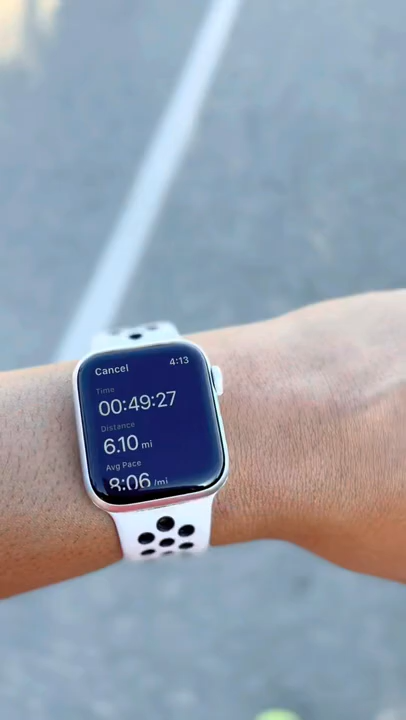 Cancel 4:13
Time
00:49:27
Distance
6.10 mi
Avg Pace
8:06 /mi